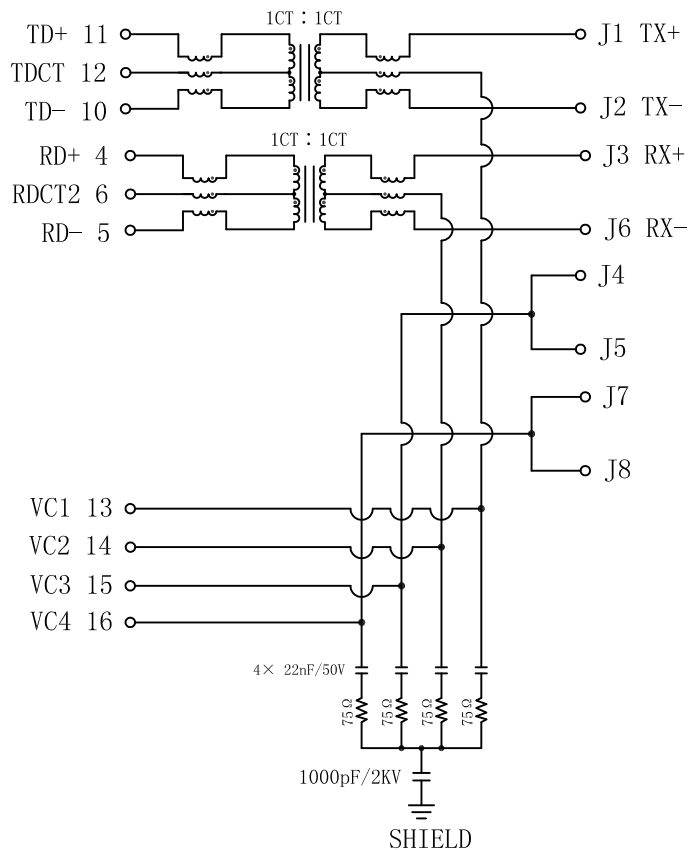 1CT : 1CT
TD+ 11
J1 TX+
TDCT 12
TD- 10
J2 TX-
1CT : 1CT
RD+ 4
J3 RX+
RDCT2 6
RD- 5
J6 RX-
J4
J5
J7
J8
VC1 13
VC2 14
VC3 15
VC4 16
4× 22nF/50V
75Ω
75Ω
75Ω
75Ω
1000pF/2KV
SHIELD